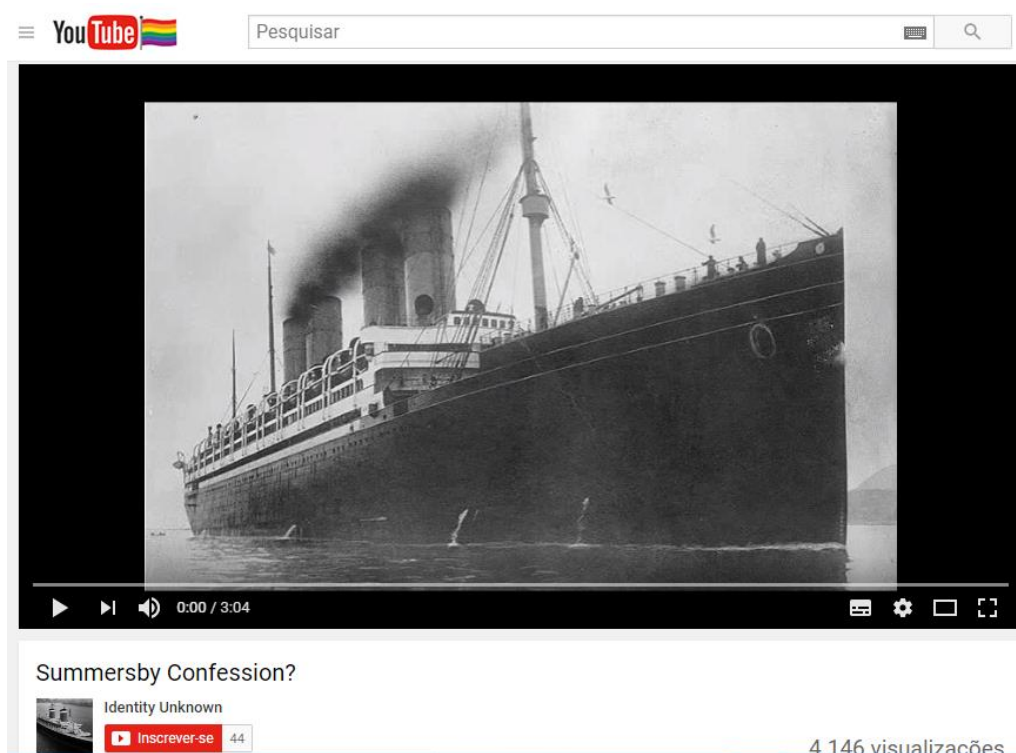 YouTube
Pesquisar
0:00 / 3:04
Summersby Confession?
Identity Unknown
Inscrever-se 44
4.146 visualizações